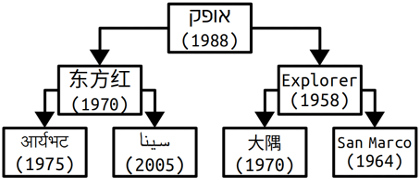 אופק
(1988)
东方红
(1970)
Explorer
(1958)
आर्यभट
(1975)
سينا
(2005)
大隅
(1970)
San Marco
(1964)